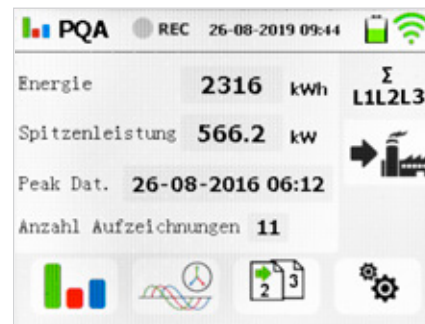 PQA REC 26-08-2019 09:44
Energie 2316 kWh
Σ
L1L2L3
Spitzenleistung 566.2 kW
Peak Dat. 26-08-2016 06:12
Anzahl Aufzeichnungen 11
2 3